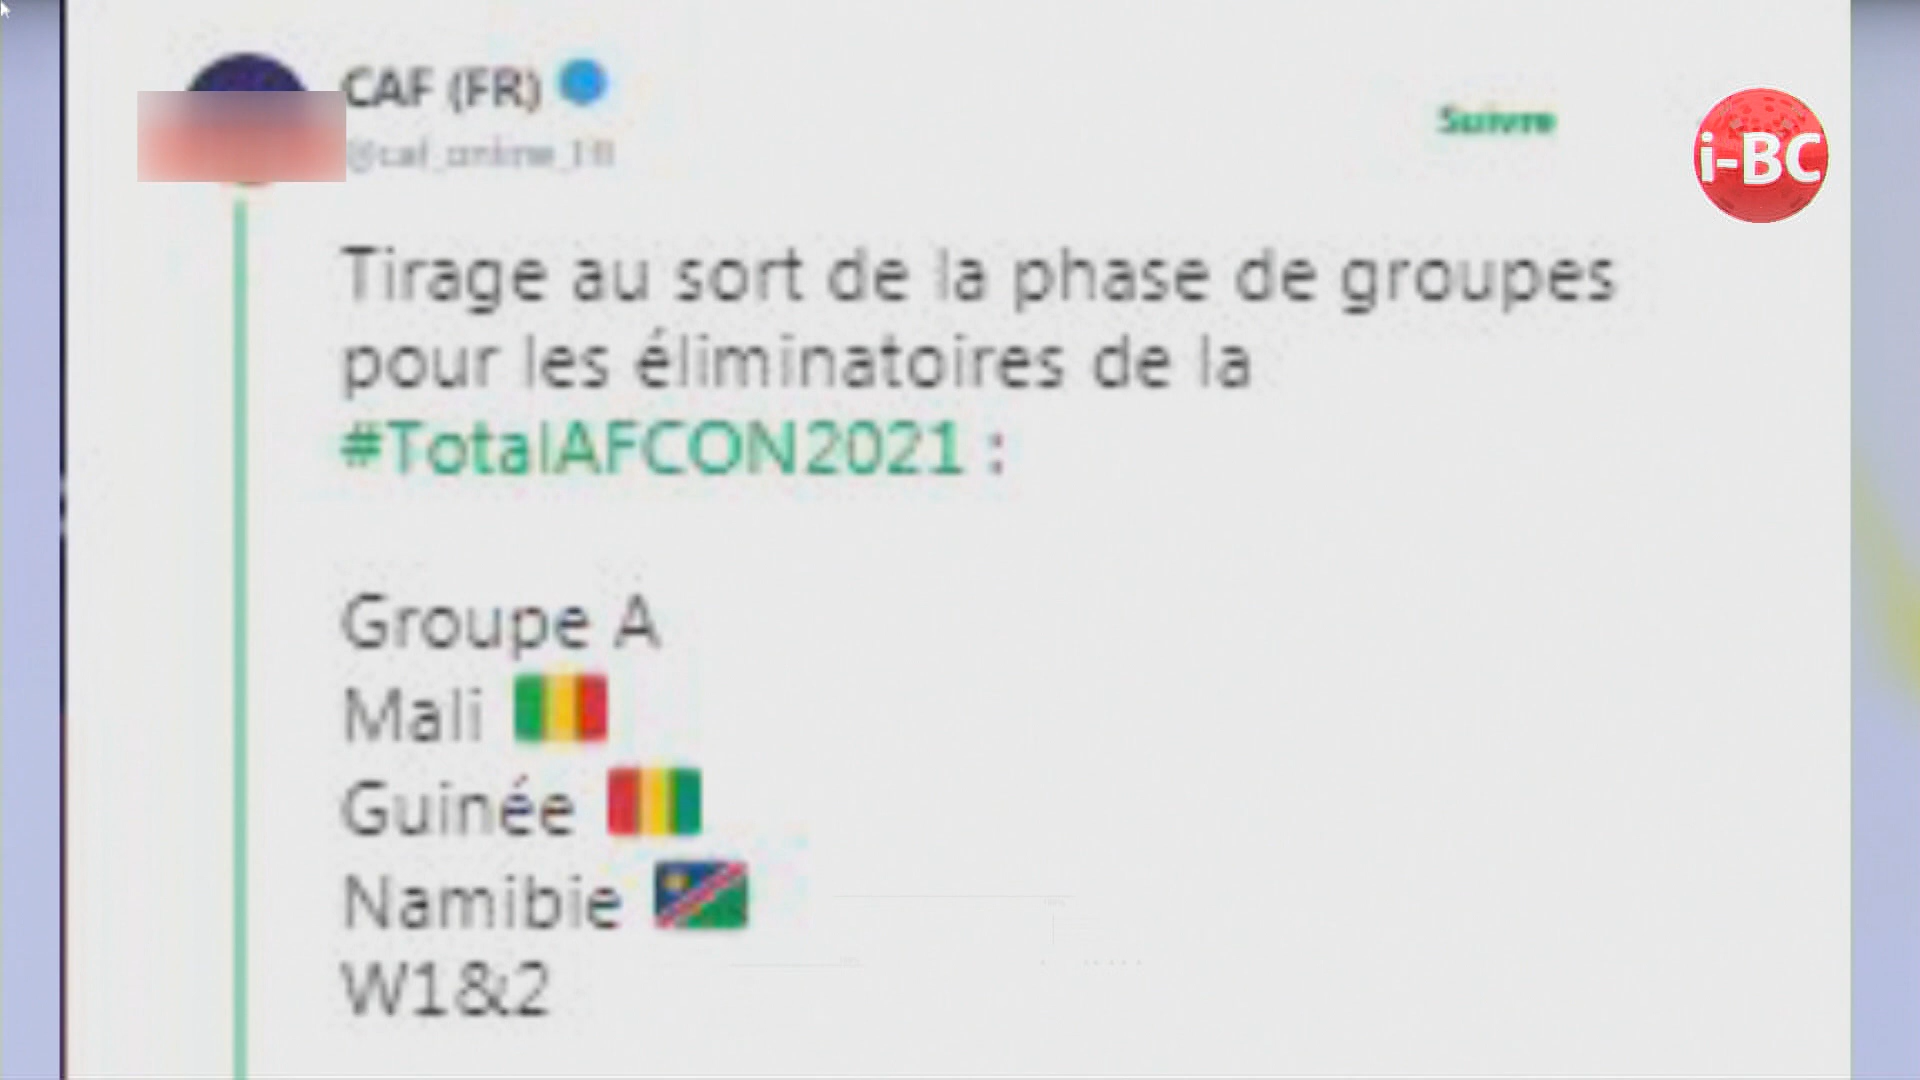 CAF (FR)
@caf_online_FR
Suivre
i-BC
Tirage au sort de la phase de groupes
pour les éliminatoires de la
#TotalAFCON2021 :
Groupe A
Mali
Guinée
Namibie
W1&2